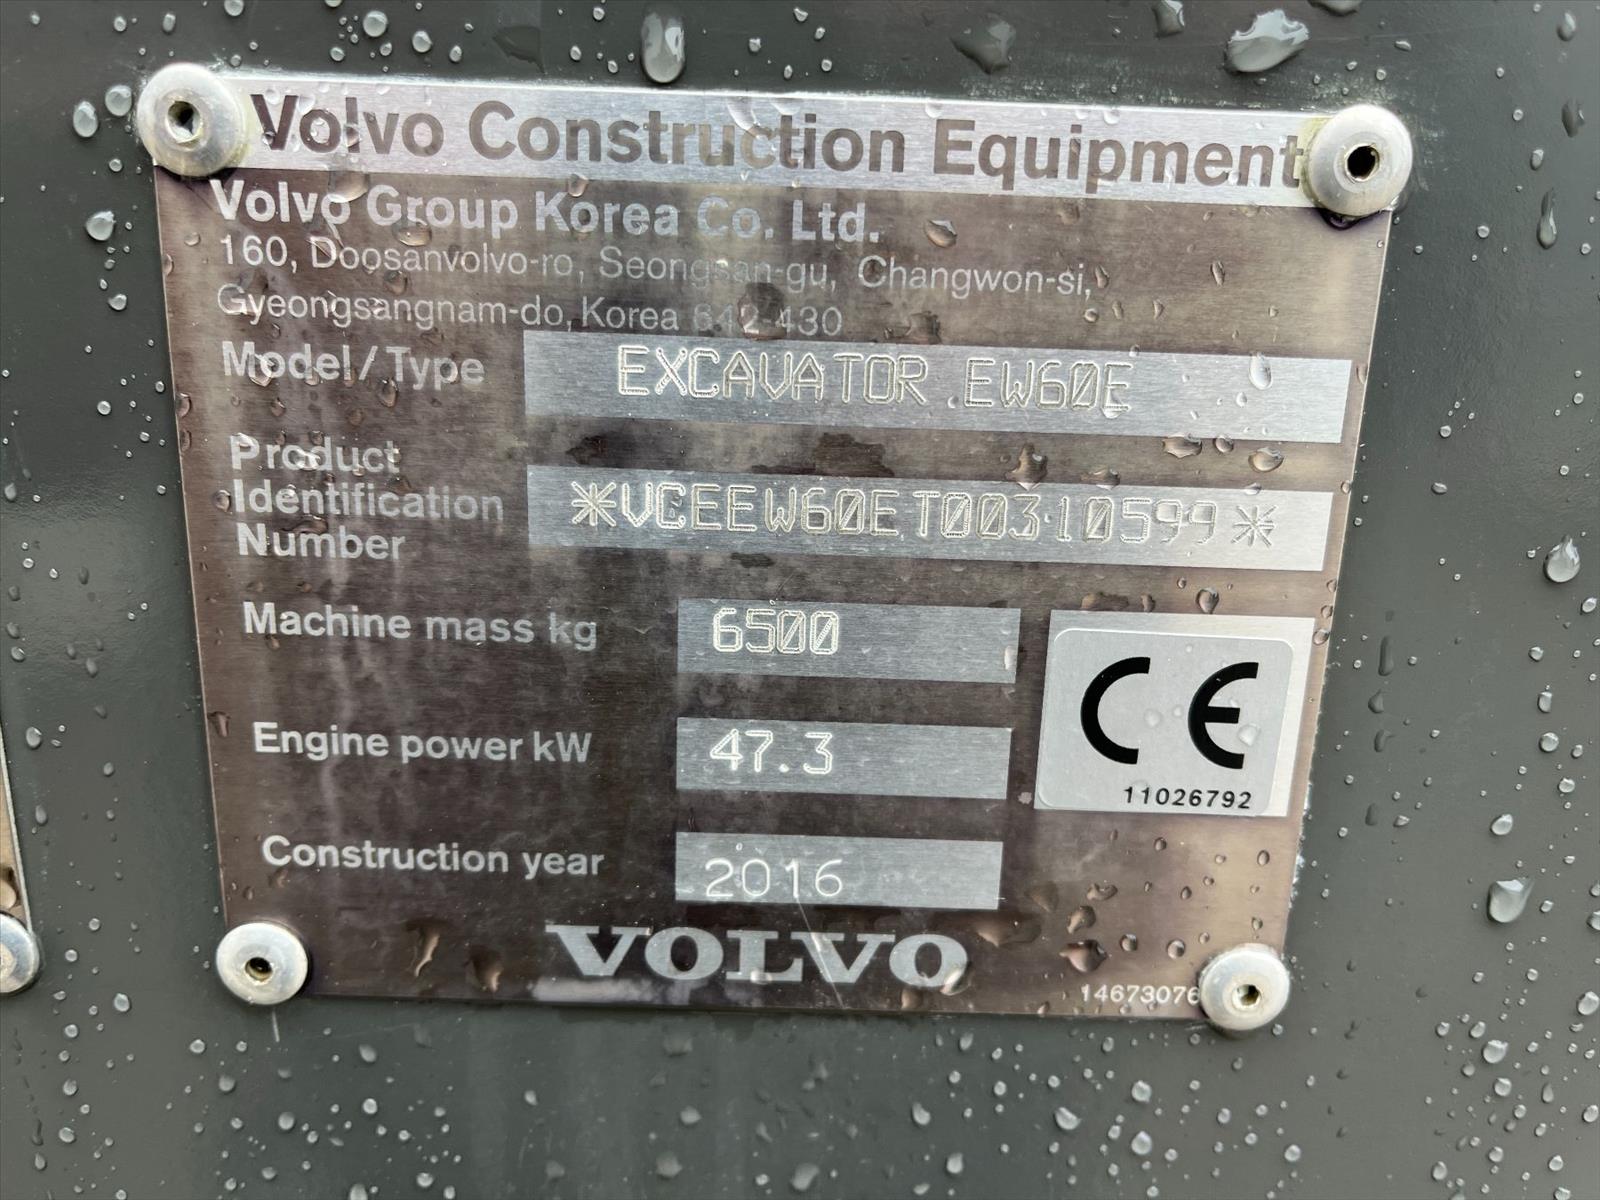 Volvo Construction Equipment
Volvo Group Korea Co. Ltd.
160, Doosanvolvo-ro, Seongsan-gu, Changwon-si,
Gyeongsangnam-do, Korea 642-430
Model / Type EXCAVATOR EW60E
Product
Identification
Number
*VCEEW60ET00310599*
Machine mass kg 6500
Engine power kW 47.3
CE
11026792
Construction year 2016
VOLVO
14673076